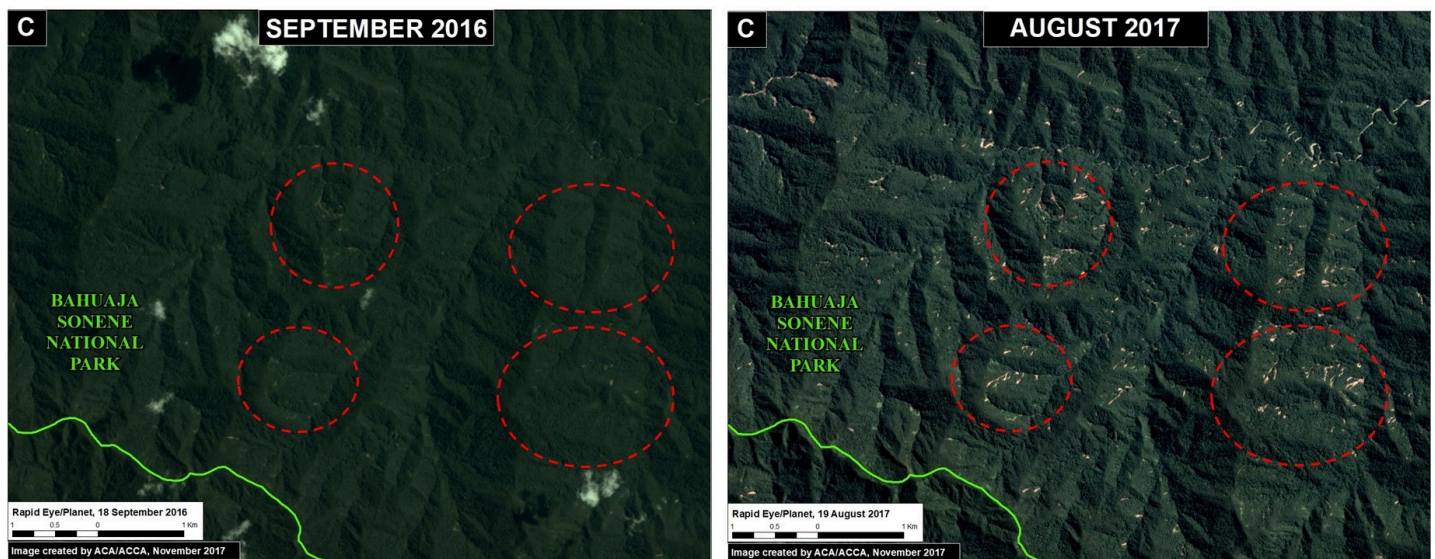 C
SEPTEMBER 2016
BAHUAJA
SONENE
NATIONAL
PARK
Rapid Eye/Planet, 18 September 2016
1 0.5 0 1 Km
Image created by ACA/ACCA, November 2017
C
AUGUST 2017
BAHUAJA
SONENE
NATIONAL
PARK
Rapid Eye/Planet, 19 August 2017
1 0.5 0 1 Km
Image created by ACA/ACCA, November 2017